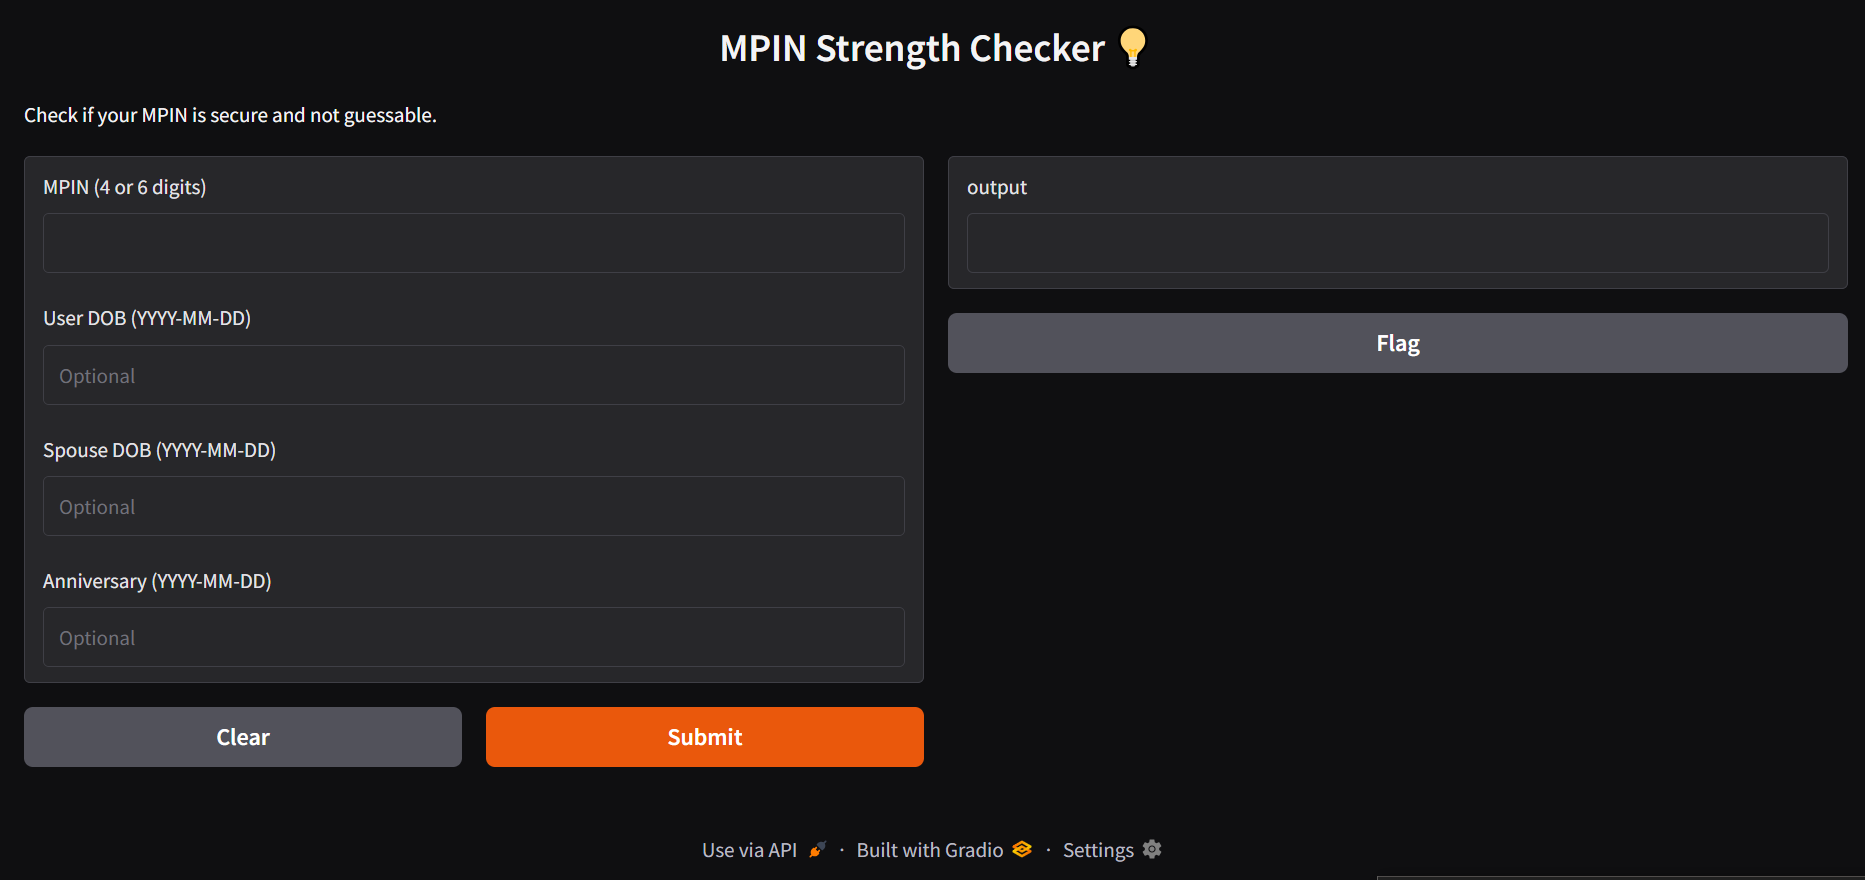 MPIN Strength Checker 💡
Check if your MPIN is secure and not guessable.
MPIN (4 or 6 digits)
User DOB (YYYY-MM-DD)
Optional
Spouse DOB (YYYY-MM-DD)
Optional
Anniversary (YYYY-MM-DD)
Optional
Clear
Submit
output
Flag
Use via API · Built with Gradio · Settings